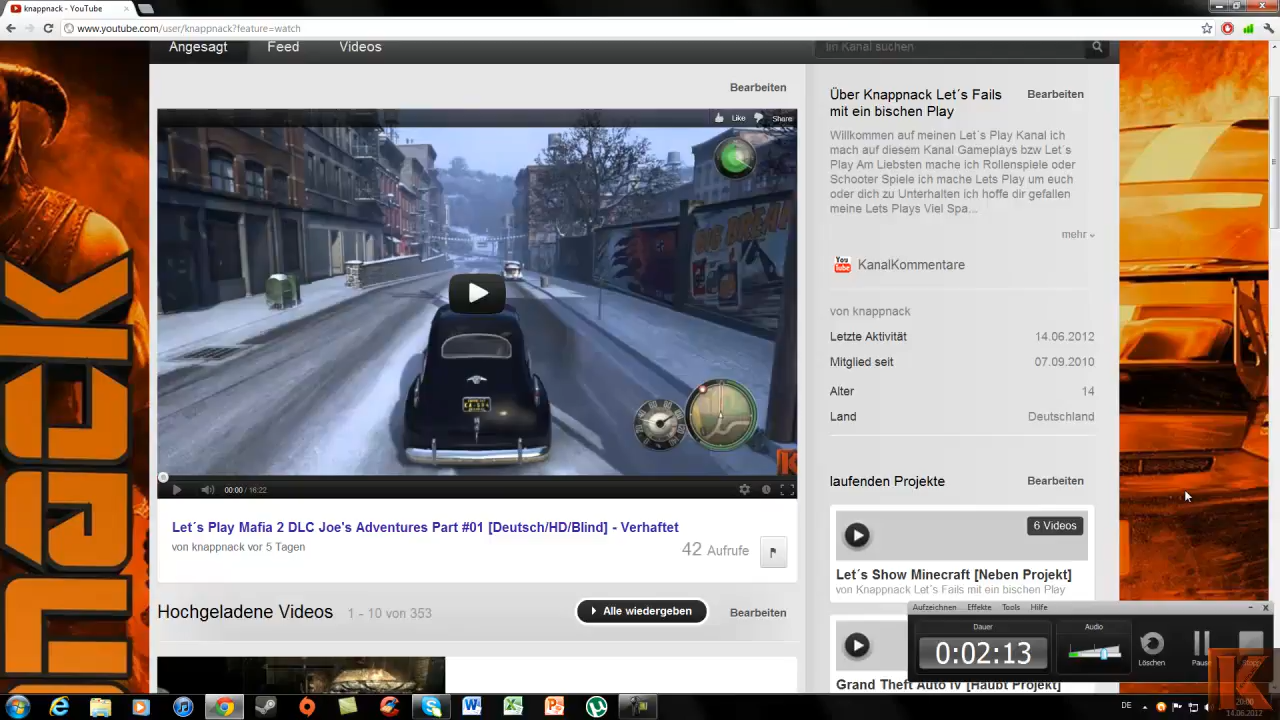 knappnack - YouTube
www.youtube.com/user/knappnack?feature=watch
Angesagt
Feed
Videos
Im Kanal suchen
Bearbeiten
Like
Share
00:00 / 16:22
Let´s Play Mafia 2 DLC Joe's Adventures Part #01 [Deutsch/HD/Blind] - Verhaftet
von knappnack vor 5 Tagen
42 Aufrufe
Hochgeladene Videos
1 - 10 von 353
Alle wiedergeben
Bearbeiten
Über Knappnack Let´s Fails
mit ein bischen Play
Bearbeiten
Willkommen auf meinen Let´s Play Kanal ich
mach auf diesem Kanal Gameplays bzw Let´s
Play Am Liebsten mache ich Rollenspiele oder
Schooter Spiele ich mache Lets Play um euch
oder dich zu Unterhalten ich hoffe dir gefallen
meine Lets Plays Viel Spa...
mehr
You
Tube
KanalKommentare
von knappnack
Letzte Aktivität
14.06.2012
Mitglied seit
07.09.2010
Alter
14
Land
Deutschland
laufenden Projekte
Bearbeiten
6 Videos
Let´s Show Minecraft [Neben Projekt]
von Knappnack Let´s Fails mit ein bischen Play
Grand Theft Auto IV [Haubt Projekt]
Aufzeichnen
Effekte
Tools
Hilfe
Dauer
0:02:13
Audio
Löschen
Pause
DE
20:00
14.06.2012